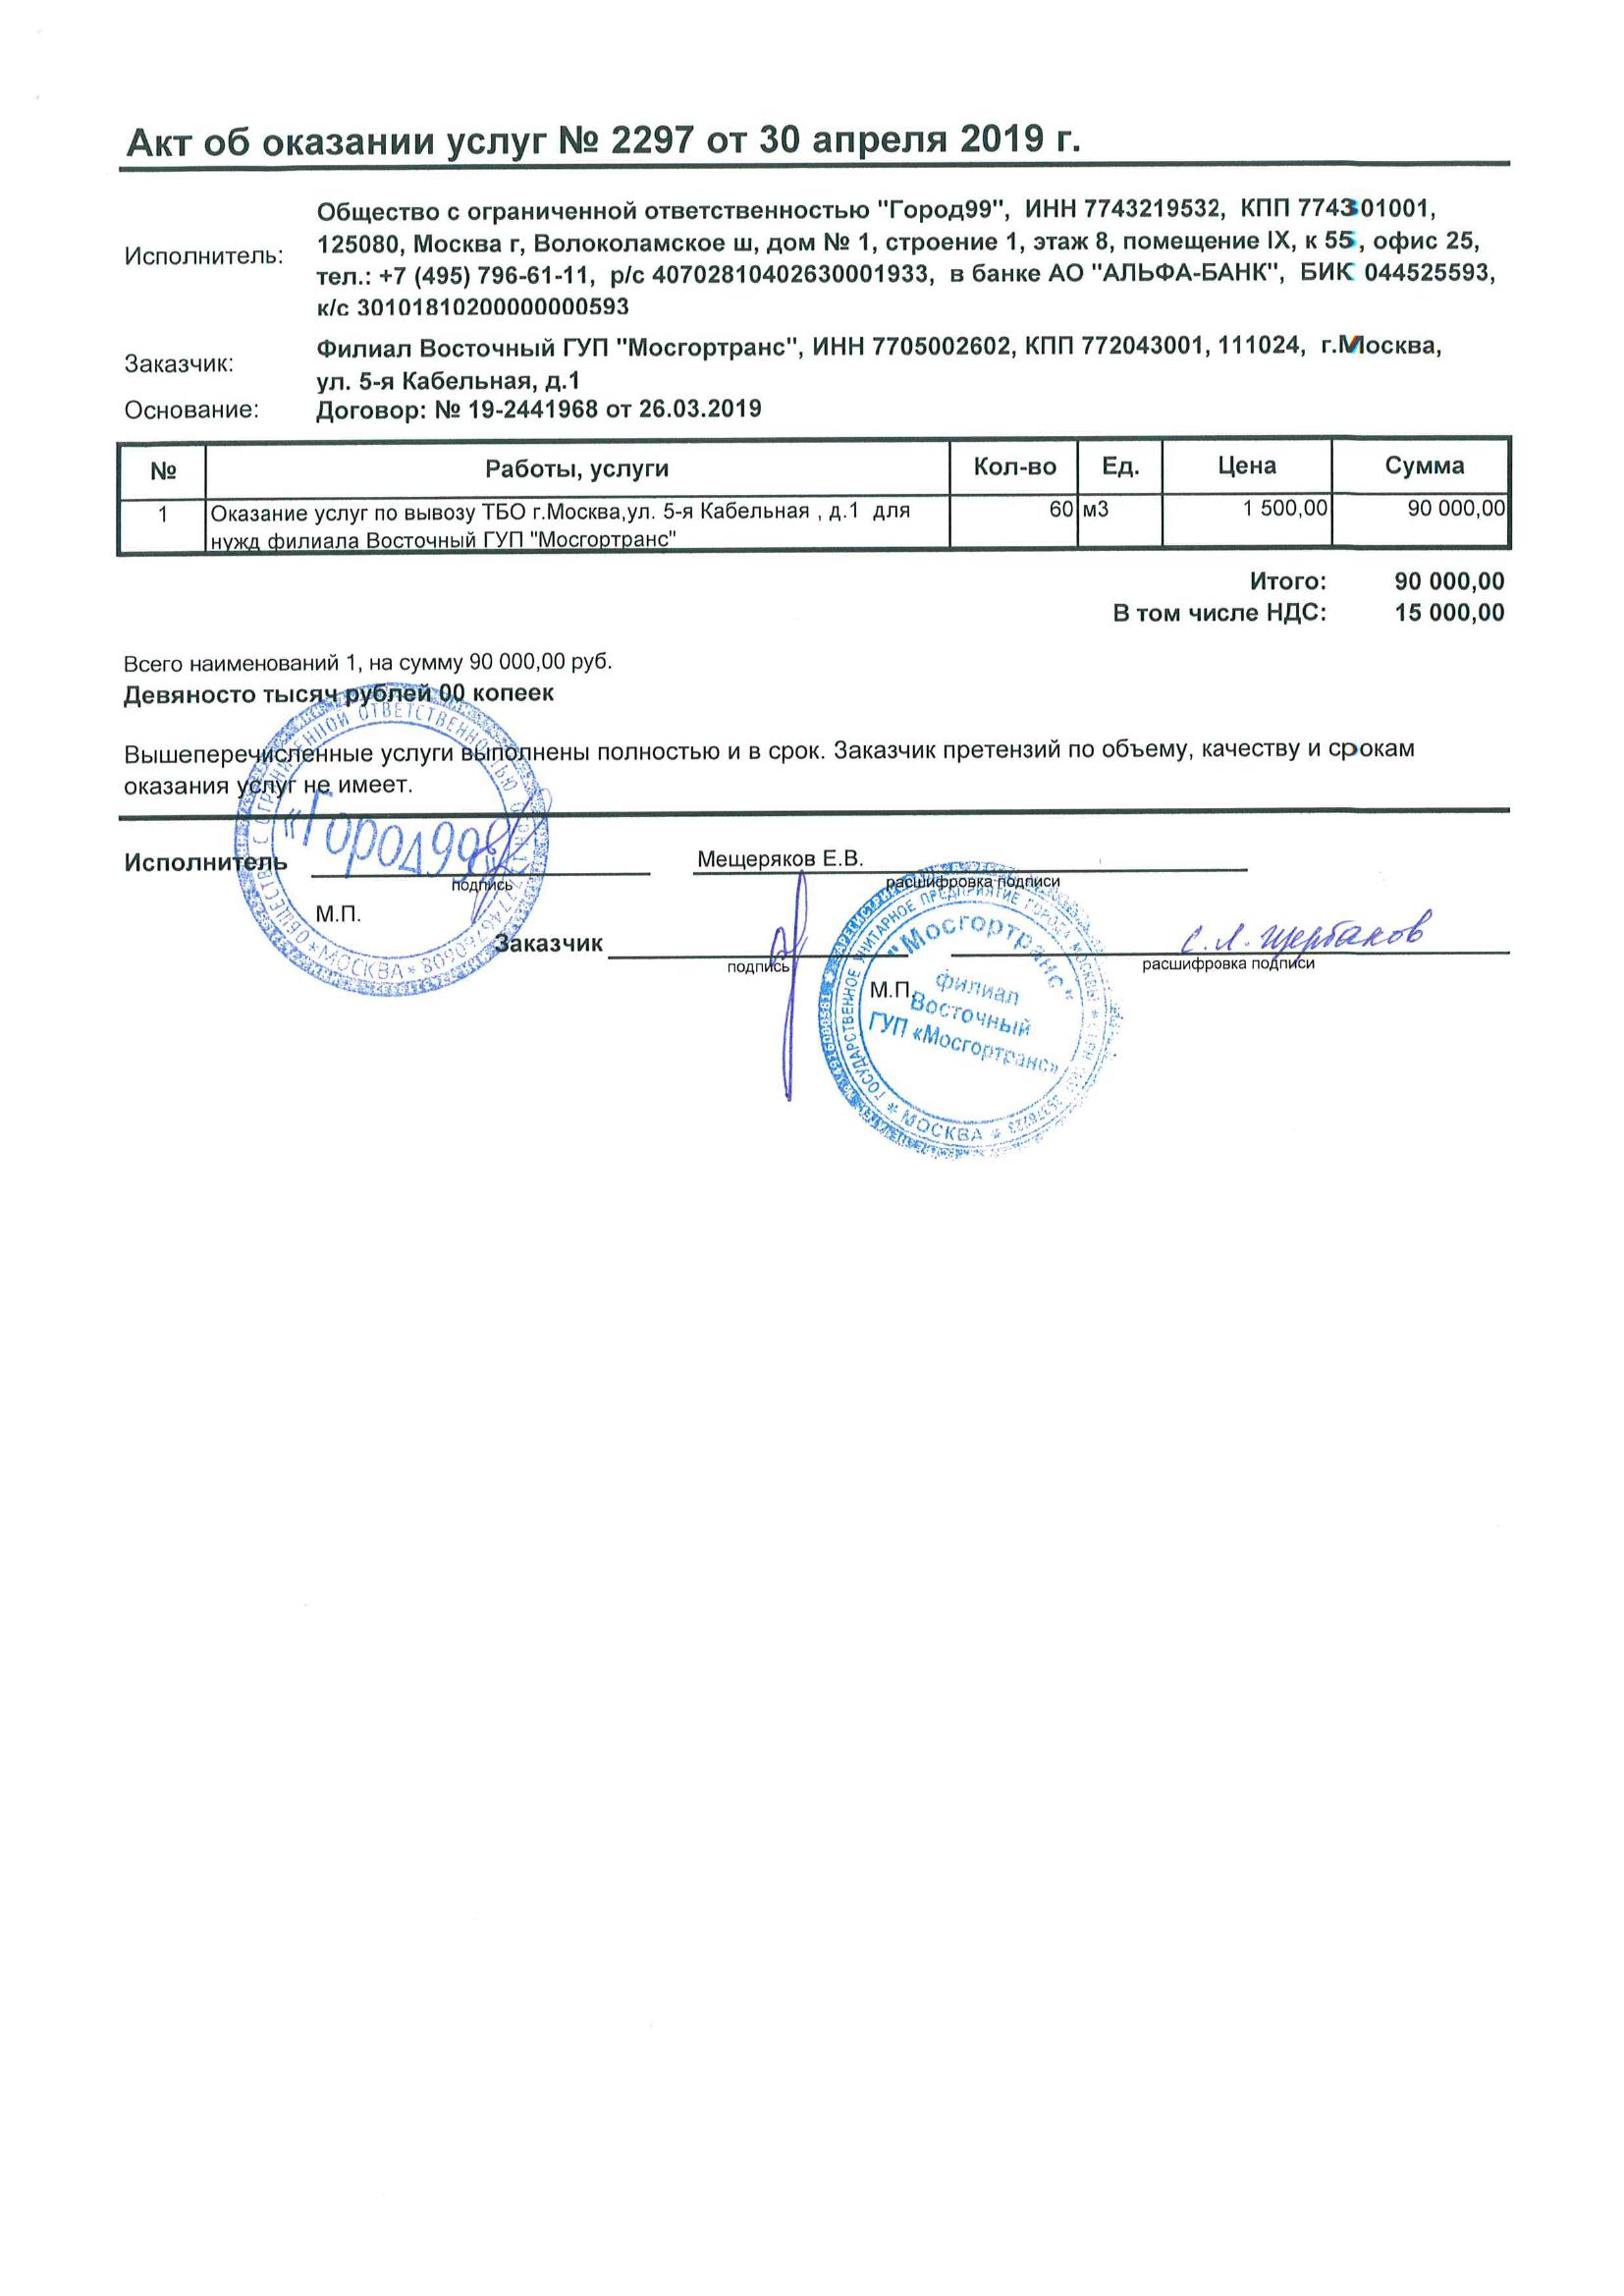 Акт об оказании услуг № 2297 от 30 апреля 2019 г.
Исполнитель:
Общество с ограниченной ответственностью "Город99", ИНН 7743219532, КПП 774301001,
125080, Москва г, Волоколамское ш, дом № 1, строение 1, этаж 8, помещение IX, к 55, офис 25,
тел.: +7 (495) 796-61-11, р/с 40702810402630001933, в банке АО "АЛЬФА-БАНК", БИК 044525593,
к/с 30101810200000000593
Заказчик:
Филиал Восточный ГУП "Мосгортранс", ИНН 7705002602, КПП 772043001, 111024, г.Москва,
ул. 5-я Кабельная, д.1
Основание: Договор: № 19-2441968 от 26.03.2019
№ Работы, услуги Кол-во Ед. Цена Сумма
1 Оказание услуг по вывозу ТБО г.Москва,ул. 5-я Кабельная , д.1 для 60 м3 1 500,00 90 000,00
нужд филиала Восточный ГУП "Мосгортранс"
Итого: 90 000,00
В том числе НДС: 15 000,00
Всего наименований 1, на сумму 90 000,00 руб.
Девяносто тысяч рублей 00 копеек
Вышеперечисленные услуги выполнены полностью и в срок. Заказчик претензий по объему, качеству и срокам
оказания услуг не имеет.
Исполнитель Мещеряков Е.В.
подпись расшифровка подписи
М.П.
Заказчик С.Л. Щербаков
подпись расшифровка подписи
М.П.
ОБЩЕСТВО С ОГРАНИЧЕННОЙ ОТВЕТСТВЕННОСТЬЮ
«Город99»
* МОСКВА *
ГОСУДАРСТВЕННОЕ УНИТАРНОЕ ПРЕДПРИЯТИЕ ГОРОДА МОСКВЫ
"Мосгортранс"
филиал
Восточный
ГУП «Мосгортранс»
* МОСКВА *